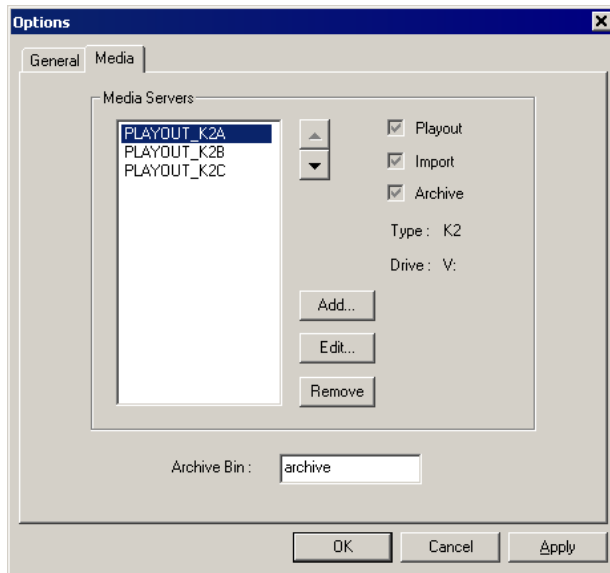 Options
General Media
Media Servers
PLAYOUT_K2A
PLAYOUT_K2B
PLAYOUT_K2C
Playout
Import
Archive
Type : K2
Drive : V:
Add...
Edit...
Remove
Archive Bin : archive
OK Cancel Apply